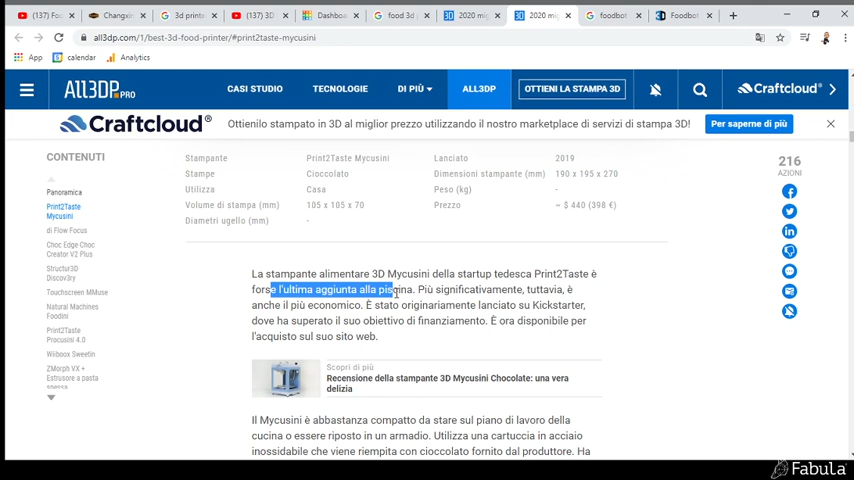 (137) Foo
Changxin
3d printe
(137) 3D
Dashboa
food 3d p
2020 mig
2020 mig
foodbot
Foodbot
all3dp.com/1/best-3d-food-printer/#print2taste-mycusini
App
calendar
Analytics
ALL3DP.PRO
CASI STUDIO
TECNOLOGIE
DI PIÙ
ALL3DP
OTTIENI LA STAMPA 3D
Craftcloud®
Craftcloud®
Ottienilo stampato in 3D al miglior prezzo utilizzando il nostro marketplace di servizi di stampa 3D!
Per saperne di più
CONTENUTI
Panoramica
Print2Taste
Mycusini
di Flow Focus
Choc Edge Choc
Creator V2 Plus
Structur3D
Discov3ry
Touchscreen MMuse
Natural Machines
Foodini
Print2Taste
Procusini 4.0
Wiiboox Sweetin
ZMorph VX +
Estrusore a pasta
spessa
Stampante Print2Taste Mycusini Lanciato 2019
Stampe Cioccolato Dimensioni stampante (mm) 190 x 195 x 270
Utilizza Casa Peso (kg) -
Volume di stampa (mm) 105 x 105 x 70 Prezzo ~ $ 440 (398 €)
Diametri ugello (mm) -
216
AZIONI
La stampante alimentare 3D Mycusini della startup tedesca Print2Taste è
forse l'ultima aggiunta alla piscina. Più significativamente, tuttavia, è
anche il più economico. È stato originariamente lanciato su Kickstarter,
dove ha superato il suo obiettivo di finanziamento. È ora disponibile per
l'acquisto sul suo sito web.
Scopri di più
Recensione della stampante 3D Mycusini Chocolate: una vera
delizia
Il Mycusini è abbastanza compatto da stare sul piano di lavoro della
cucina o essere riposto in un armadio. Utilizza una cartuccia in acciaio
inossidabile che viene riempita con cioccolato fornito dal produttore. Ha
Fabula